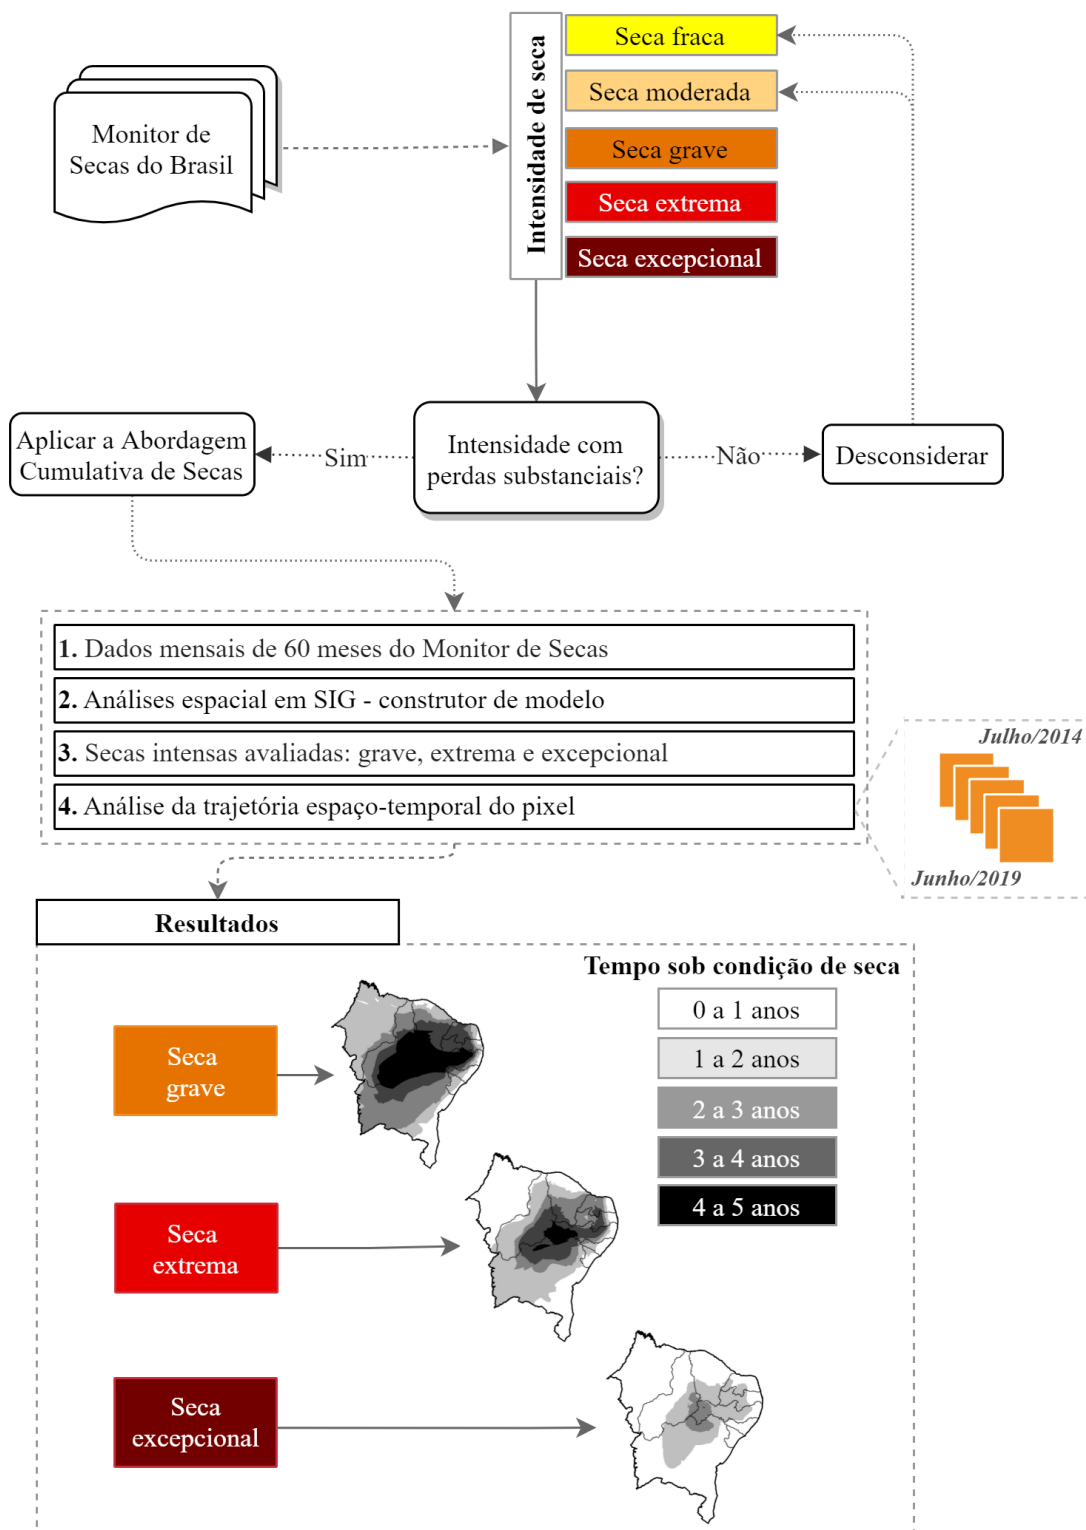 Monitor de
Secas do Brasil
Intensidade de seca
Seca fraca
Seca moderada
Seca grave
Seca extrema
Seca excepcional
Aplicar a Abordagem
Cumulativa de Secas
Sim
Intensidade com
perdas substanciais?
Não
Desconsiderar
1. Dados mensais de 60 meses do Monitor de Secas
2. Análises espacial em SIG - construtor de modelo
3. Secas intensas avaliadas: grave, extrema e excepcional
4. Análise da trajetória espaço-temporal do pixel
Julho/2014
Junho/2019
Resultados
Tempo sob condição de seca
0 a 1 anos
1 a 2 anos
2 a 3 anos
3 a 4 anos
4 a 5 anos
Seca
grave
Seca
extrema
Seca
excepcional